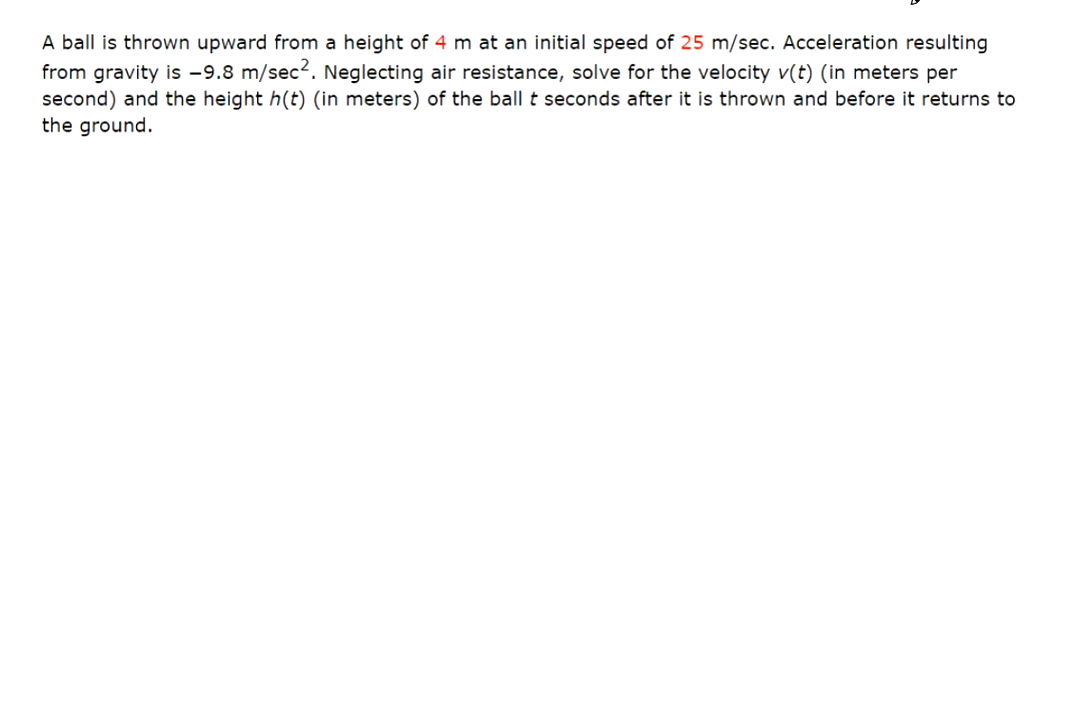 A ball is thrown upward from a height of 4 m at an initial speed of 25 m/sec. Acceleration resulting
from gravity is −9.8 m/sec². Neglecting air resistance, solve for the velocity v(t) (in meters per
second) and the height h(t) (in meters) of the ball t seconds after it is thrown and before it returns to
the ground.